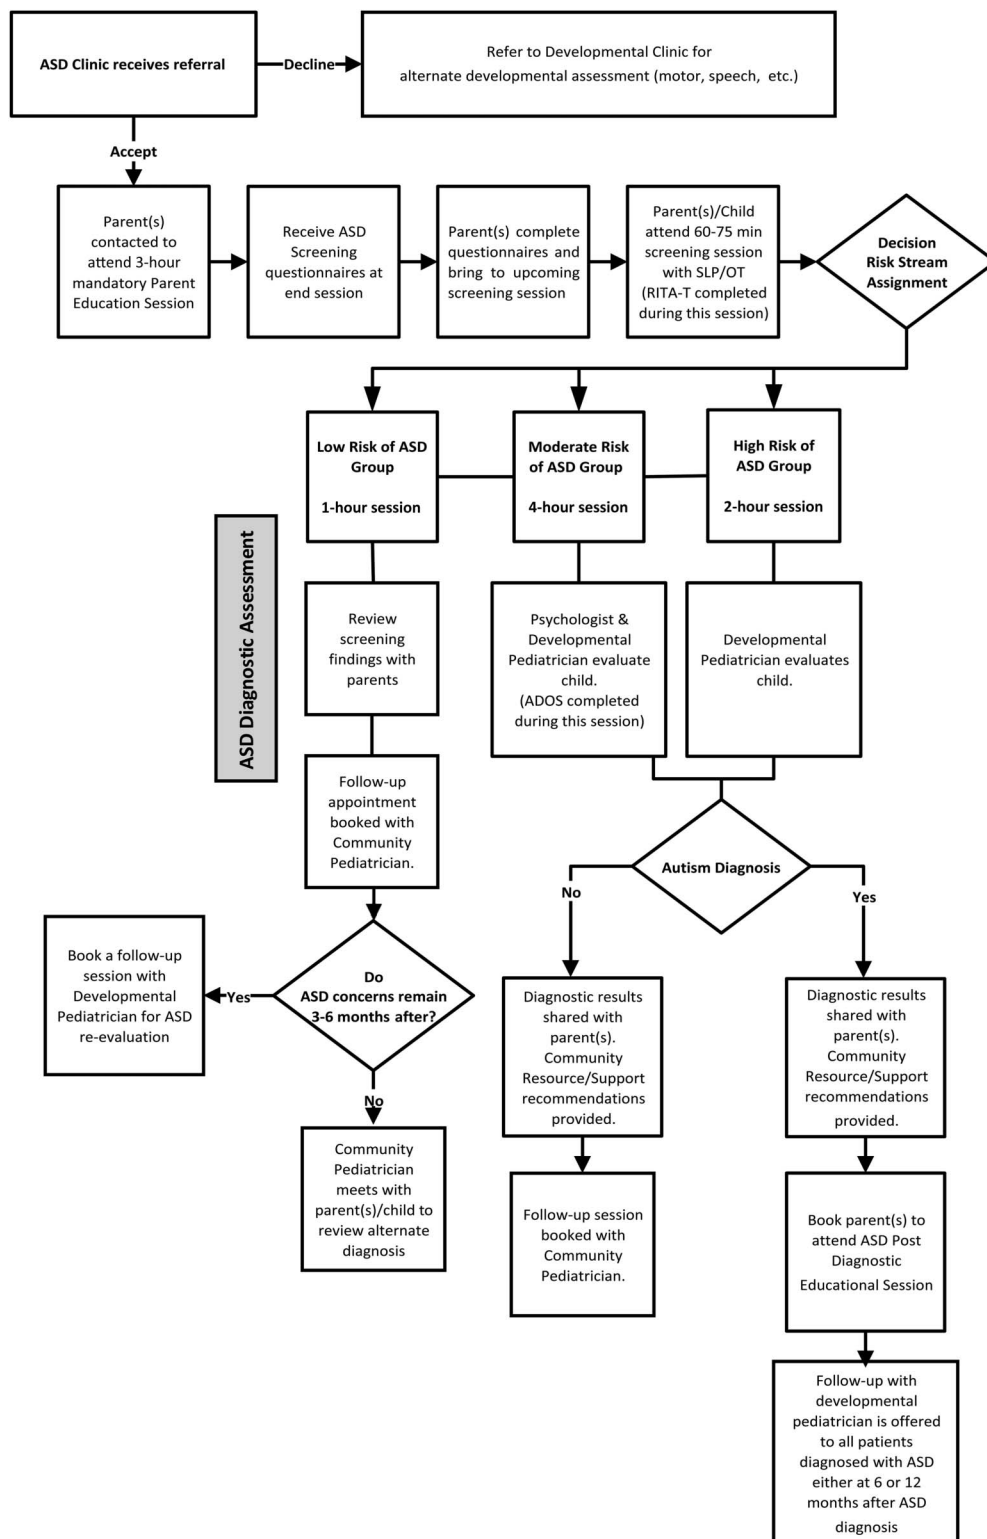 ASD Clinic receives referral
Decline
Refer to Developmental Clinic for
alternate developmental assessment (motor, speech, etc.)
Accept
Parent(s)
contacted to
attend 3-hour
mandatory Parent
Education Session
Receive ASD
Screening
questionnaires at
end session
Parent(s) complete
questionnaires and
bring to upcoming
screening session
Parent(s)/Child
attend 60-75 min
screening session
with SLP/OT
(RITA-T completed
during this session)
Decision
Risk Stream
Assignment
Low Risk of ASD
Group
1-hour session
Moderate Risk
of ASD Group
4-hour session
High Risk of
ASD Group
2-hour session
ASD Diagnostic Assessment
Review
screening
findings with
parents
Psychologist &
Developmental
Pediatrician evaluate
child.
(ADOS completed
during this session)
Developmental
Pediatrician evaluates
child.
Follow-up
appointment
booked with
Community
Pediatrician.
Autism Diagnosis
No
Yes
Book a follow-up
session with
Developmental
Pediatrician for ASD
re-evaluation
Yes
Do
ASD concerns remain
3-6 months after?
No
Community
Pediatrician
meets with
parent(s)/child to
review alternate
diagnosis
Diagnostic results
shared with
parent(s).
Community
Resource/Support
recommendations
provided.
Follow-up session
booked with
Community
Pediatrician.
Diagnostic results
shared with
parent(s).
Community
Resource/Support
recommendations
provided.
Book parent(s) to
attend ASD Post
Diagnostic
Educational Session
Follow-up with
developmental
pediatrician is offered
to all patients
diagnosed with ASD
either at 6 or 12
months after ASD
diagnosis